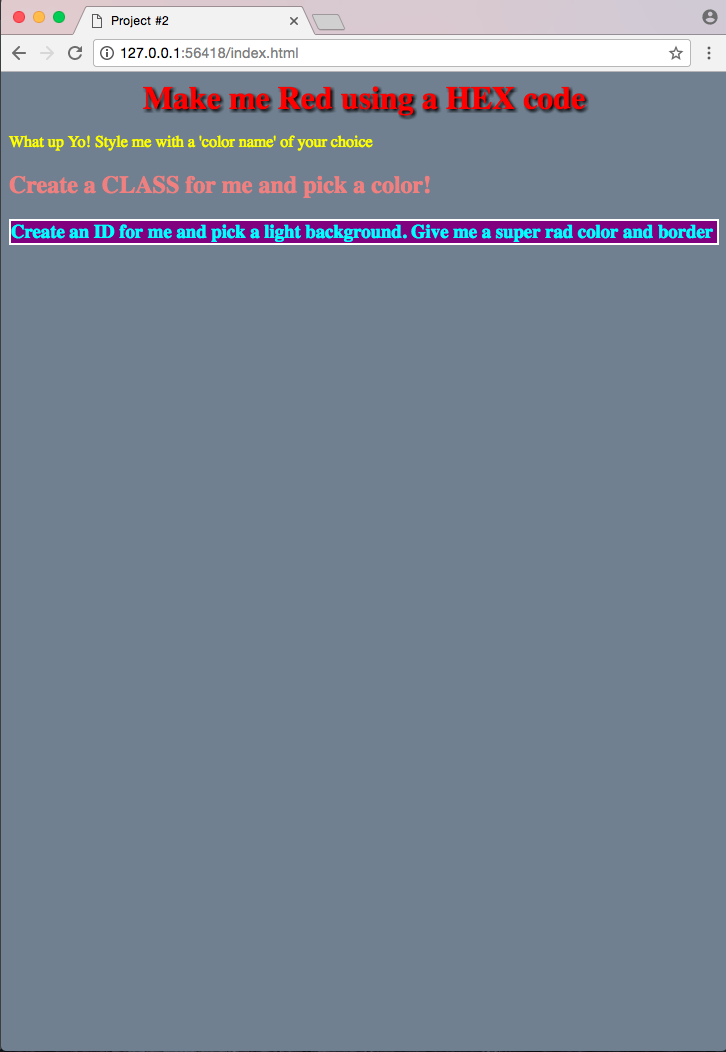 Project #2
127.0.0.1:56418/index.html
Make me Red using a HEX code
What up Yo! Style me with a 'color name' of your choice
Create a CLASS for me and pick a color!
Create an ID for me and pick a light background. Give me a super rad color and border